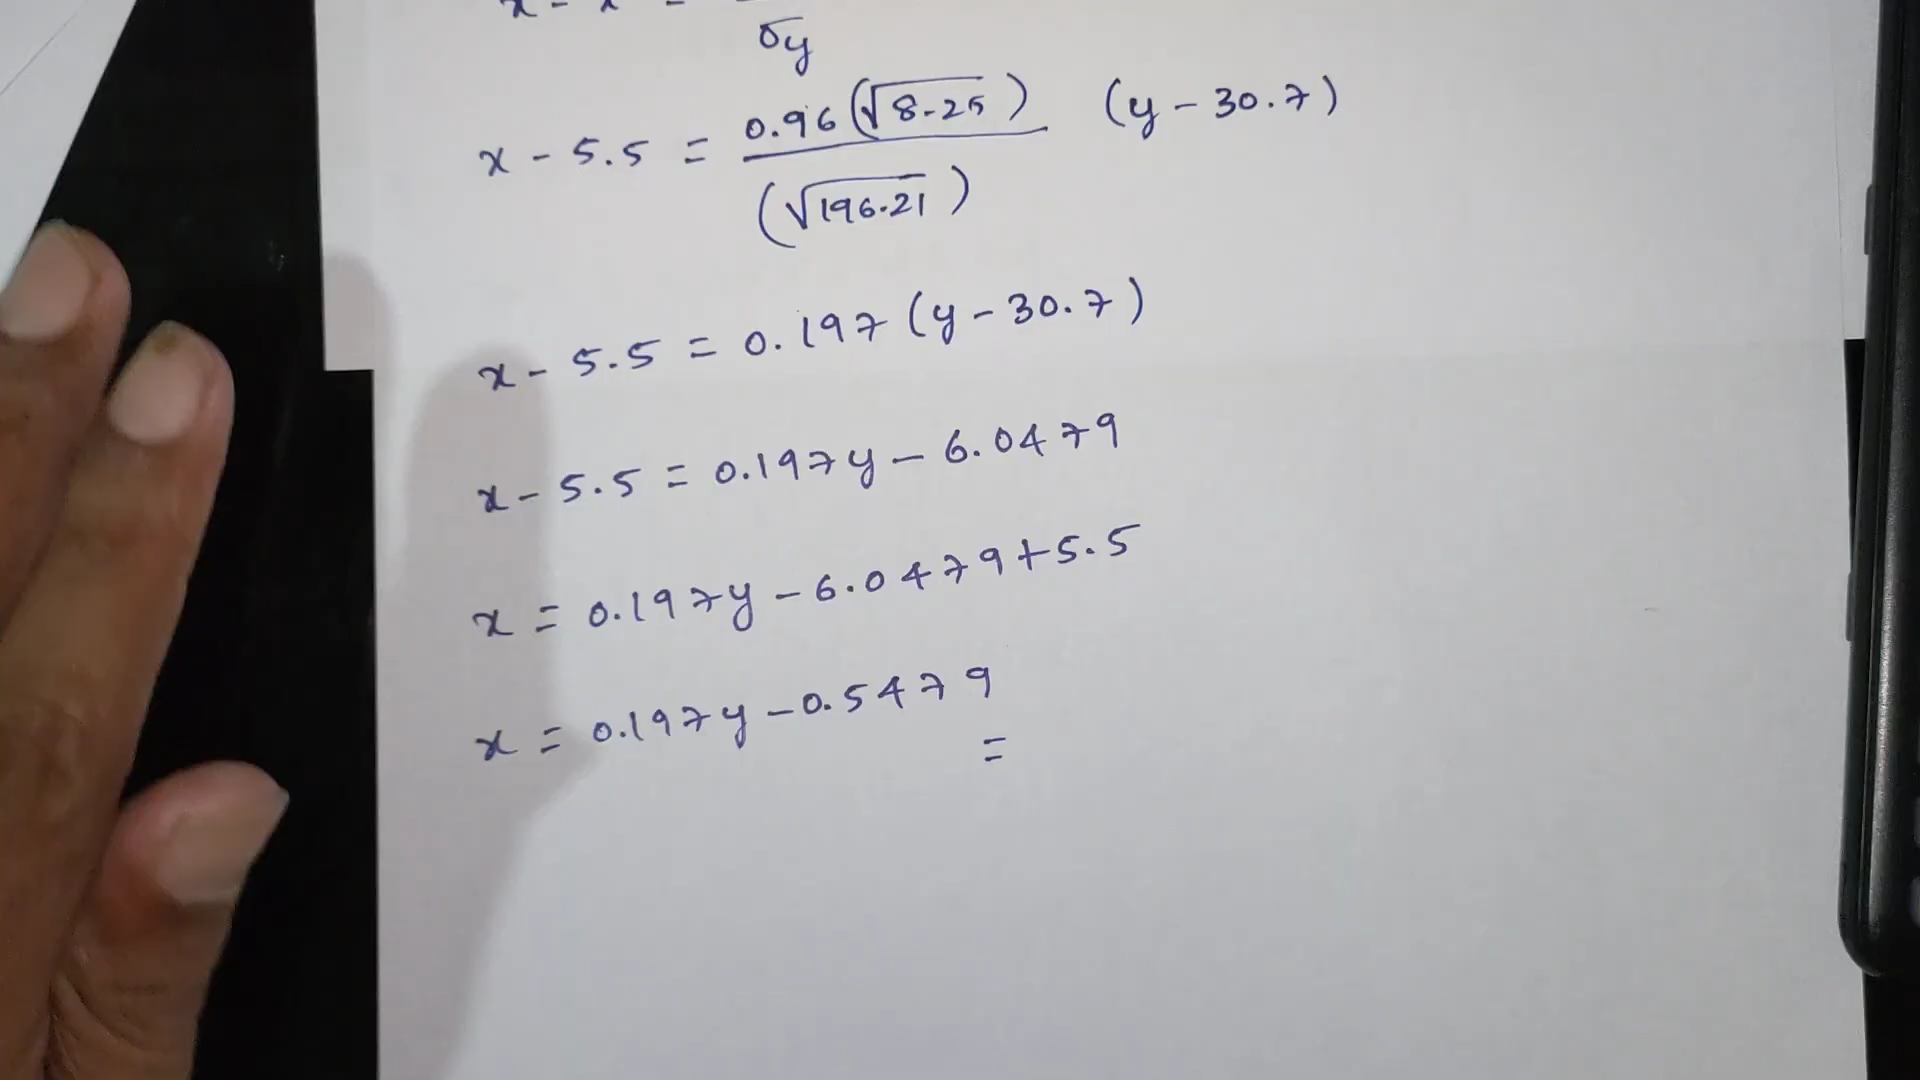 σy
x - 5.5 = 0.96(√8.25) / (√196.21) (y - 30.7)
x - 5.5 = 0.197 (y - 30.7)
x - 5.5 = 0.197y - 6.0479
x = 0.197y - 6.0479 + 5.5
x = 0.197y - 0.5479
=